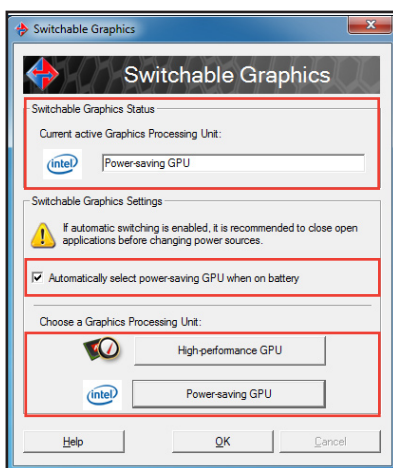 Switchable Graphics
Switchable Graphics
Switchable Graphics Status
Current active Graphics Processing Unit:
intel
Power-saving GPU
Switchable Graphics Settings
If automatic switching is enabled, it is recommended to close open
applications before changing power sources.
Automatically select power-saving GPU when on battery
Choose a Graphics Processing Unit:
High-performance GPU
intel
Power-saving GPU
Help
OK
Cancel